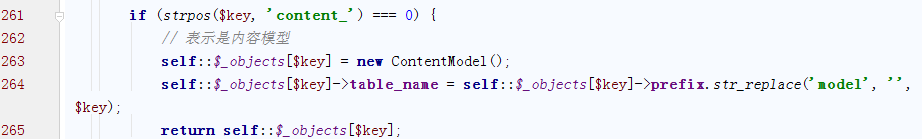 261 if (strpos($key, 'content_') === 0) {
262 // 表示是内容模型
263 self::$_objects[$key] = new ContentModel();
264 self::$_objects[$key]->table_name = self::$_objects[$key]->prefix.str_replace('model', '',
$key);
265 return self::$_objects[$key];